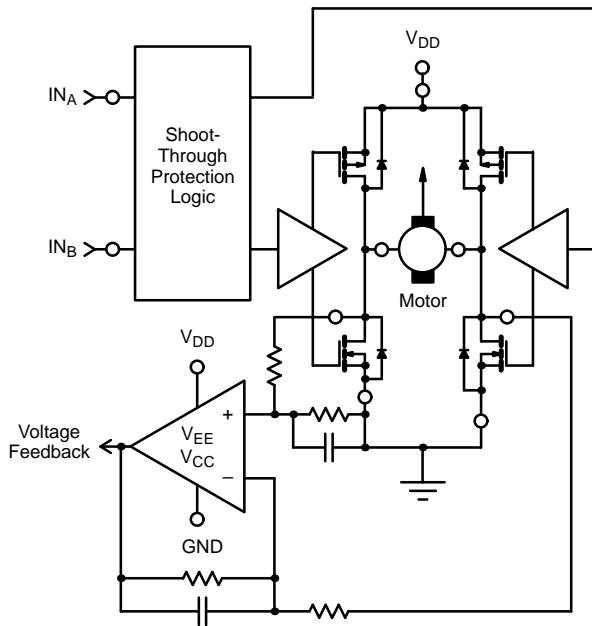 V_DD
IN_A
Shoot-
Through
Protection
Logic
IN_B
Motor
V_DD
Voltage
Feedback
+
V_EE
V_CC
–
GND